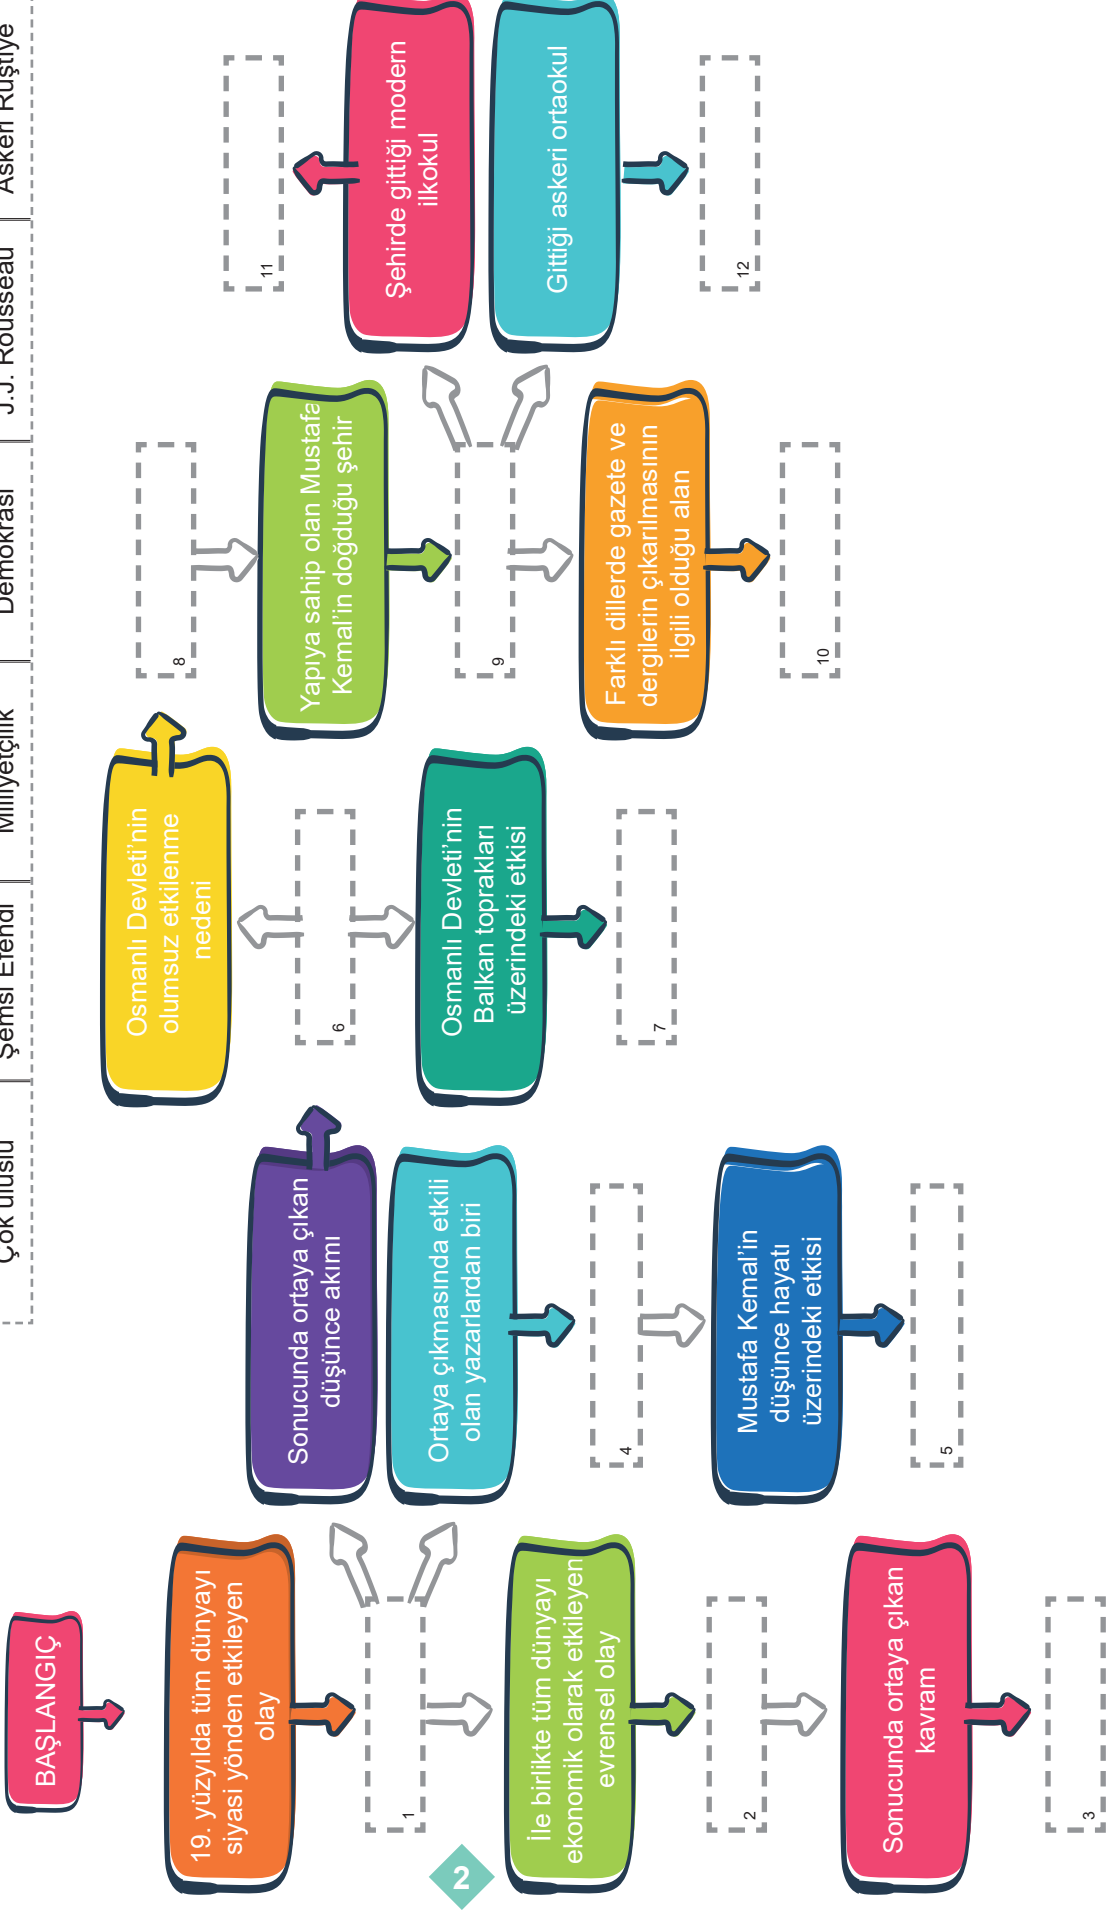 Çok uluslu
Şemsi Efendi
Milliyetçilik
Demokrasi
J.J. Rousseau
Askeri Rüştiye
BAŞLANGIÇ
2
19. yüzyılda tüm dünyayı
siyasi yönden etkileyen
olay
1
İle birlikte tüm dünyayı
ekonomik olarak etkileyen
evrensel olay
2
Sonucunda ortaya çıkan
kavram
3
Sonucunda ortaya çıkan
düşünce akımı
Ortaya çıkmasında etkili
olan yazarlardan biri
4
Mustafa Kemal'in
düşünce hayatı
üzerindeki etkisi
5
Osmanlı Devleti'nin
olumsuz etkilenme
nedeni
6
Osmanlı Devleti'nin
Balkan toprakları
üzerindeki etkisi
7
8
Yapıya sahip olan Mustafa
Kemal'in doğduğu şehir
9
Farklı dillerde gazete ve
dergilerin çıkarılmasının
ilgili olduğu alan
10
11
Şehirde gittiği modern
ilkokul
Gittiği askeri ortaokul
12